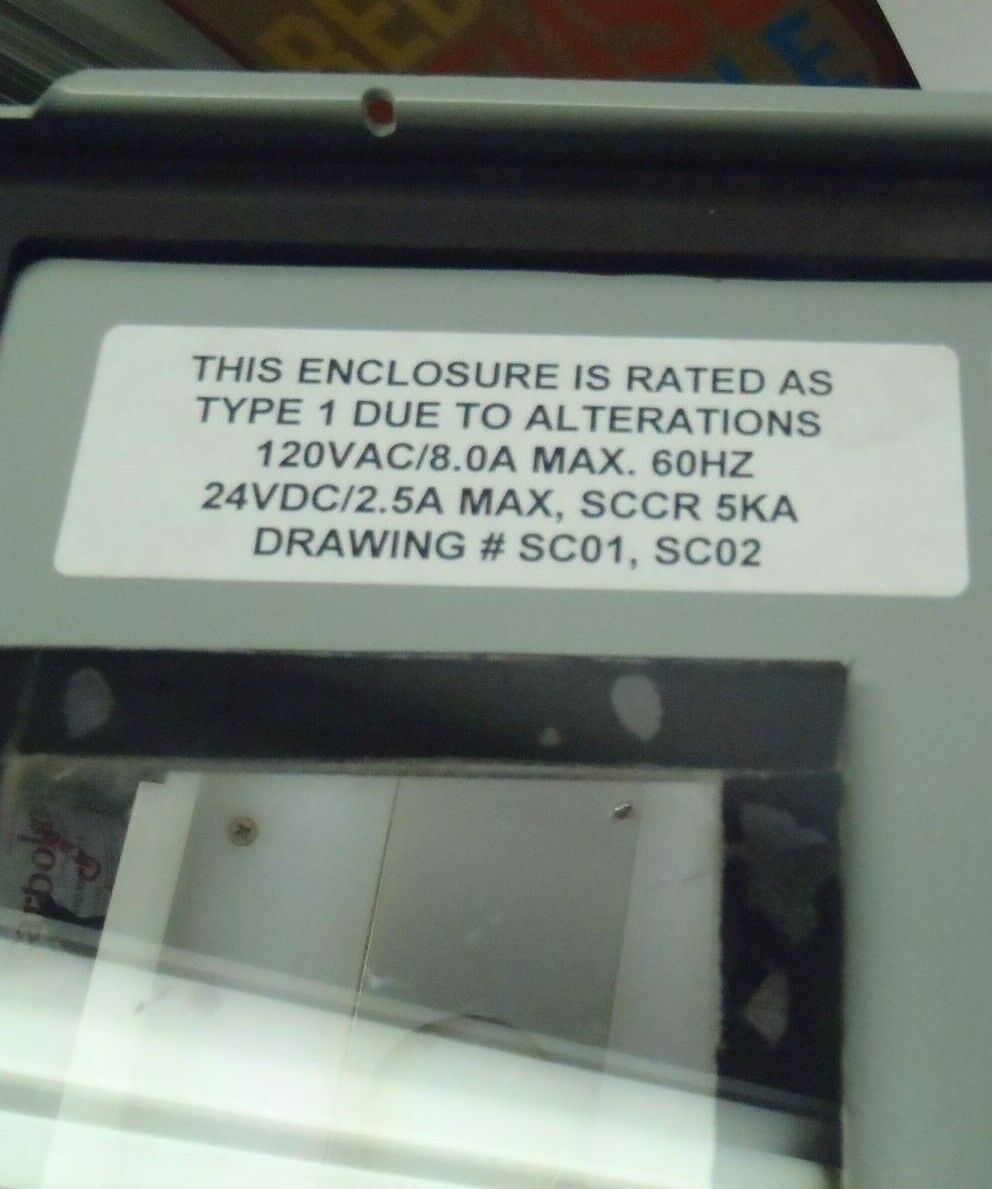 THIS ENCLOSURE IS RATED AS
TYPE 1 DUE TO ALTERATIONS
120VAC/8.0A MAX. 60HZ
24VDC/2.5A MAX, SCCR 5KA
DRAWING # SC01, SC02